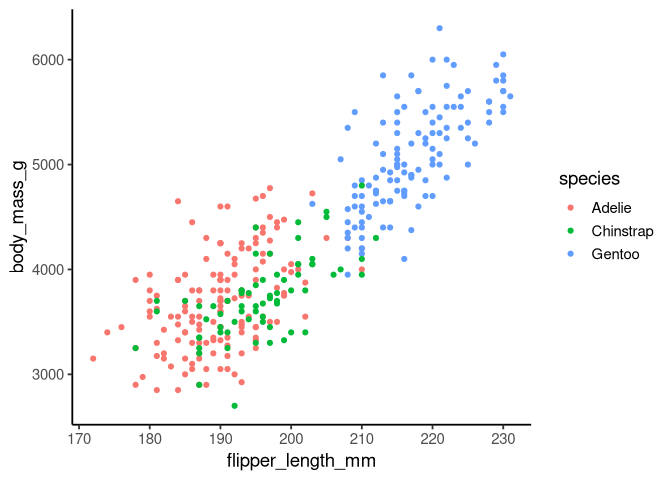 body_mass_g
6000
5000
4000
3000
170 180 190 200 210 220 230
flipper_length_mm
species
Adelie
Chinstrap
Gentoo